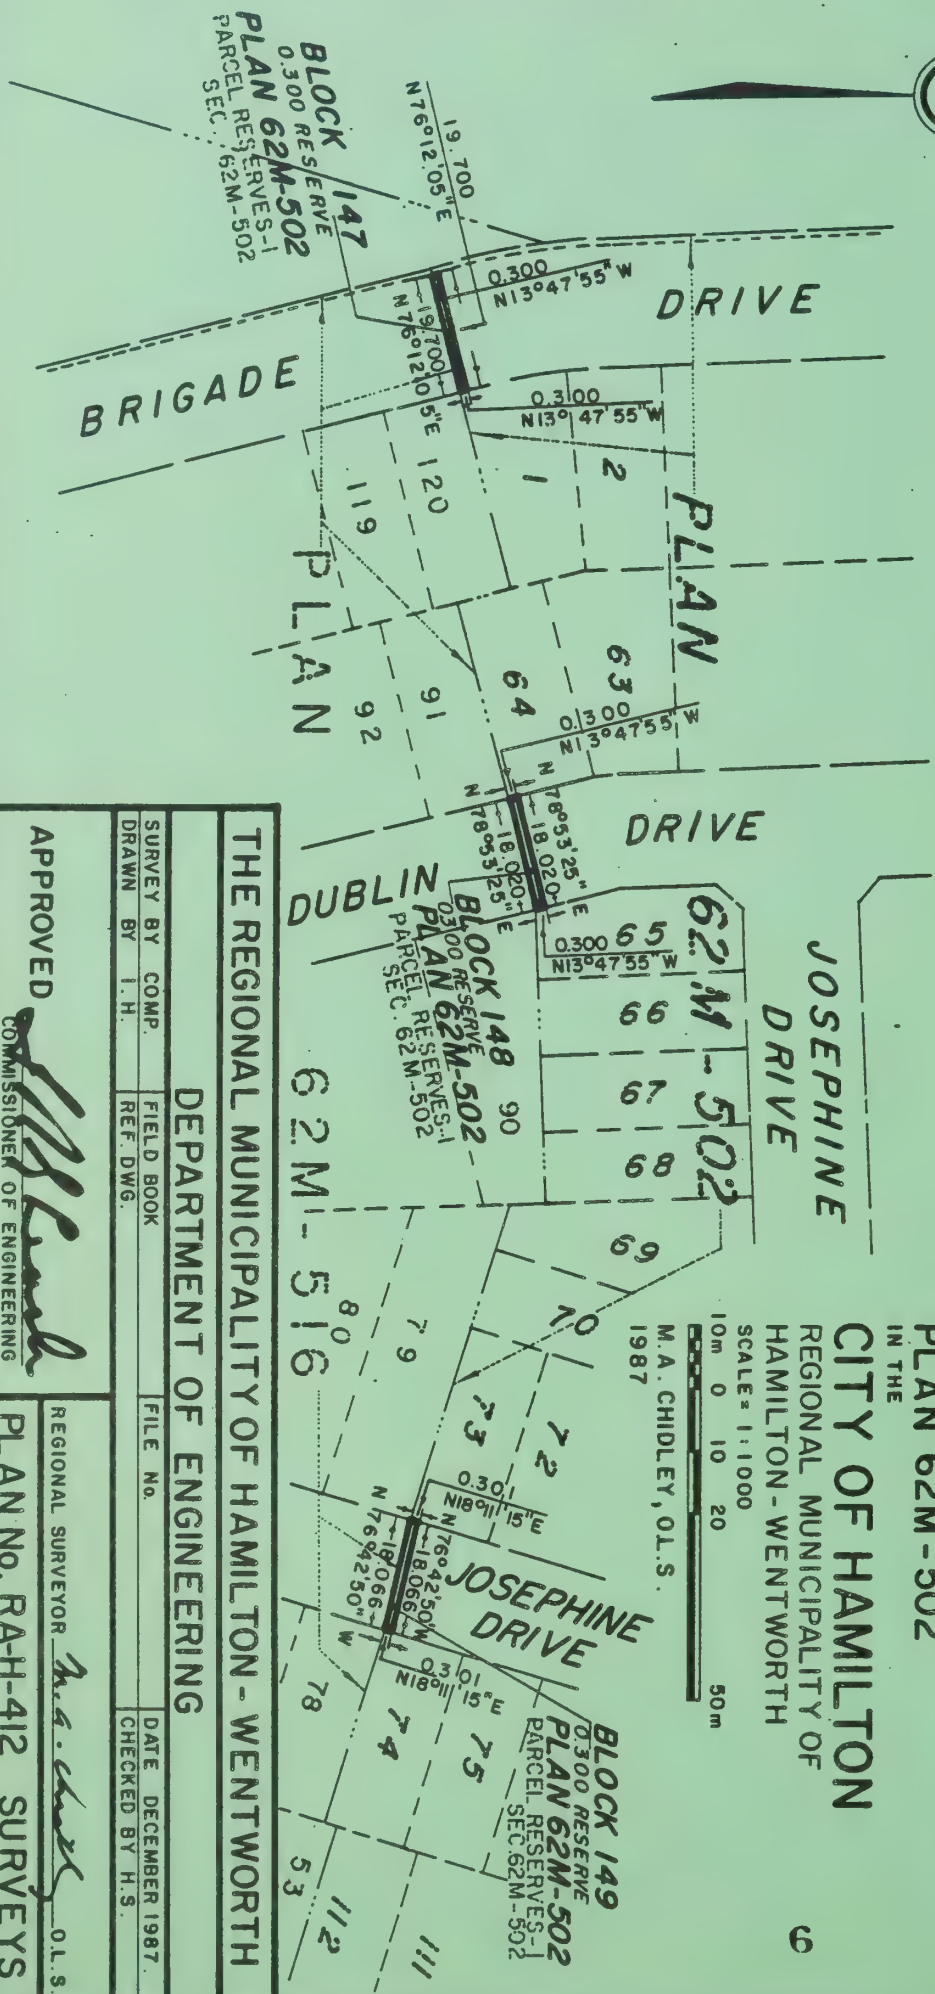 PLAN 62M-502
IN THE
CITY OF HAMILTON
REGIONAL MUNICIPALITY OF
HAMILTON-WENTWORTH
SCALE = 1:1000
10m 0 10 20 50m
M. A. CHIDLEY, O.L.S.
1987
6
JOSEPHINE
DRIVE
DRIVE
BRIGADE
DRIVE
DUBLIN
JOSEPHINE
DRIVE
PLAN
62M-502
PLAN
62M-516
19.700
N76°12'05"E
0.300
N13°47'55"W
19.700
N76°12'05"E
0.300
N13°47'55"W
BLOCK 147
0.300 RESERVE
PLAN 62M-502
PARCEL RESERVES-1
SEC. 62M-502
2
1
120
119
63
64
91
92
0.300
N13°47'55"W
N78°53'25"E
18.020
18.020
N78°53'25"E
0.300
N13°47'55"W
BLOCK 148
0.300 RESERVE
PLAN 62M-502
PARCEL RESERVES-1
SEC. 62M-502
65
66
67
68
90
69
70
72
73
79
80
0.301
N18°11'15"E
N76°42'50"W
18.066
18.066
N76°42'50"W
0.301
N18°11'15"E
BLOCK 149
0.300 RESERVE
PLAN 62M-502
PARCEL RESERVES-1
SEC. 62M-502
75
74
78
111
112
53
THE REGIONAL MUNICIPALITY OF HAMILTON-WENTWORTH
DEPARTMENT OF ENGINEERING
SURVEY BY COMP. FIELD BOOK FILE No. DATE DECEMBER 1987.
DRAWN BY I.H. REF. DWG. CHECKED BY H.S.
APPROVED
COMMISSIONER OF ENGINEERING
REGIONAL SURVEYOR O.L.S.
PLAN No. RA-H-412 SURVEYS